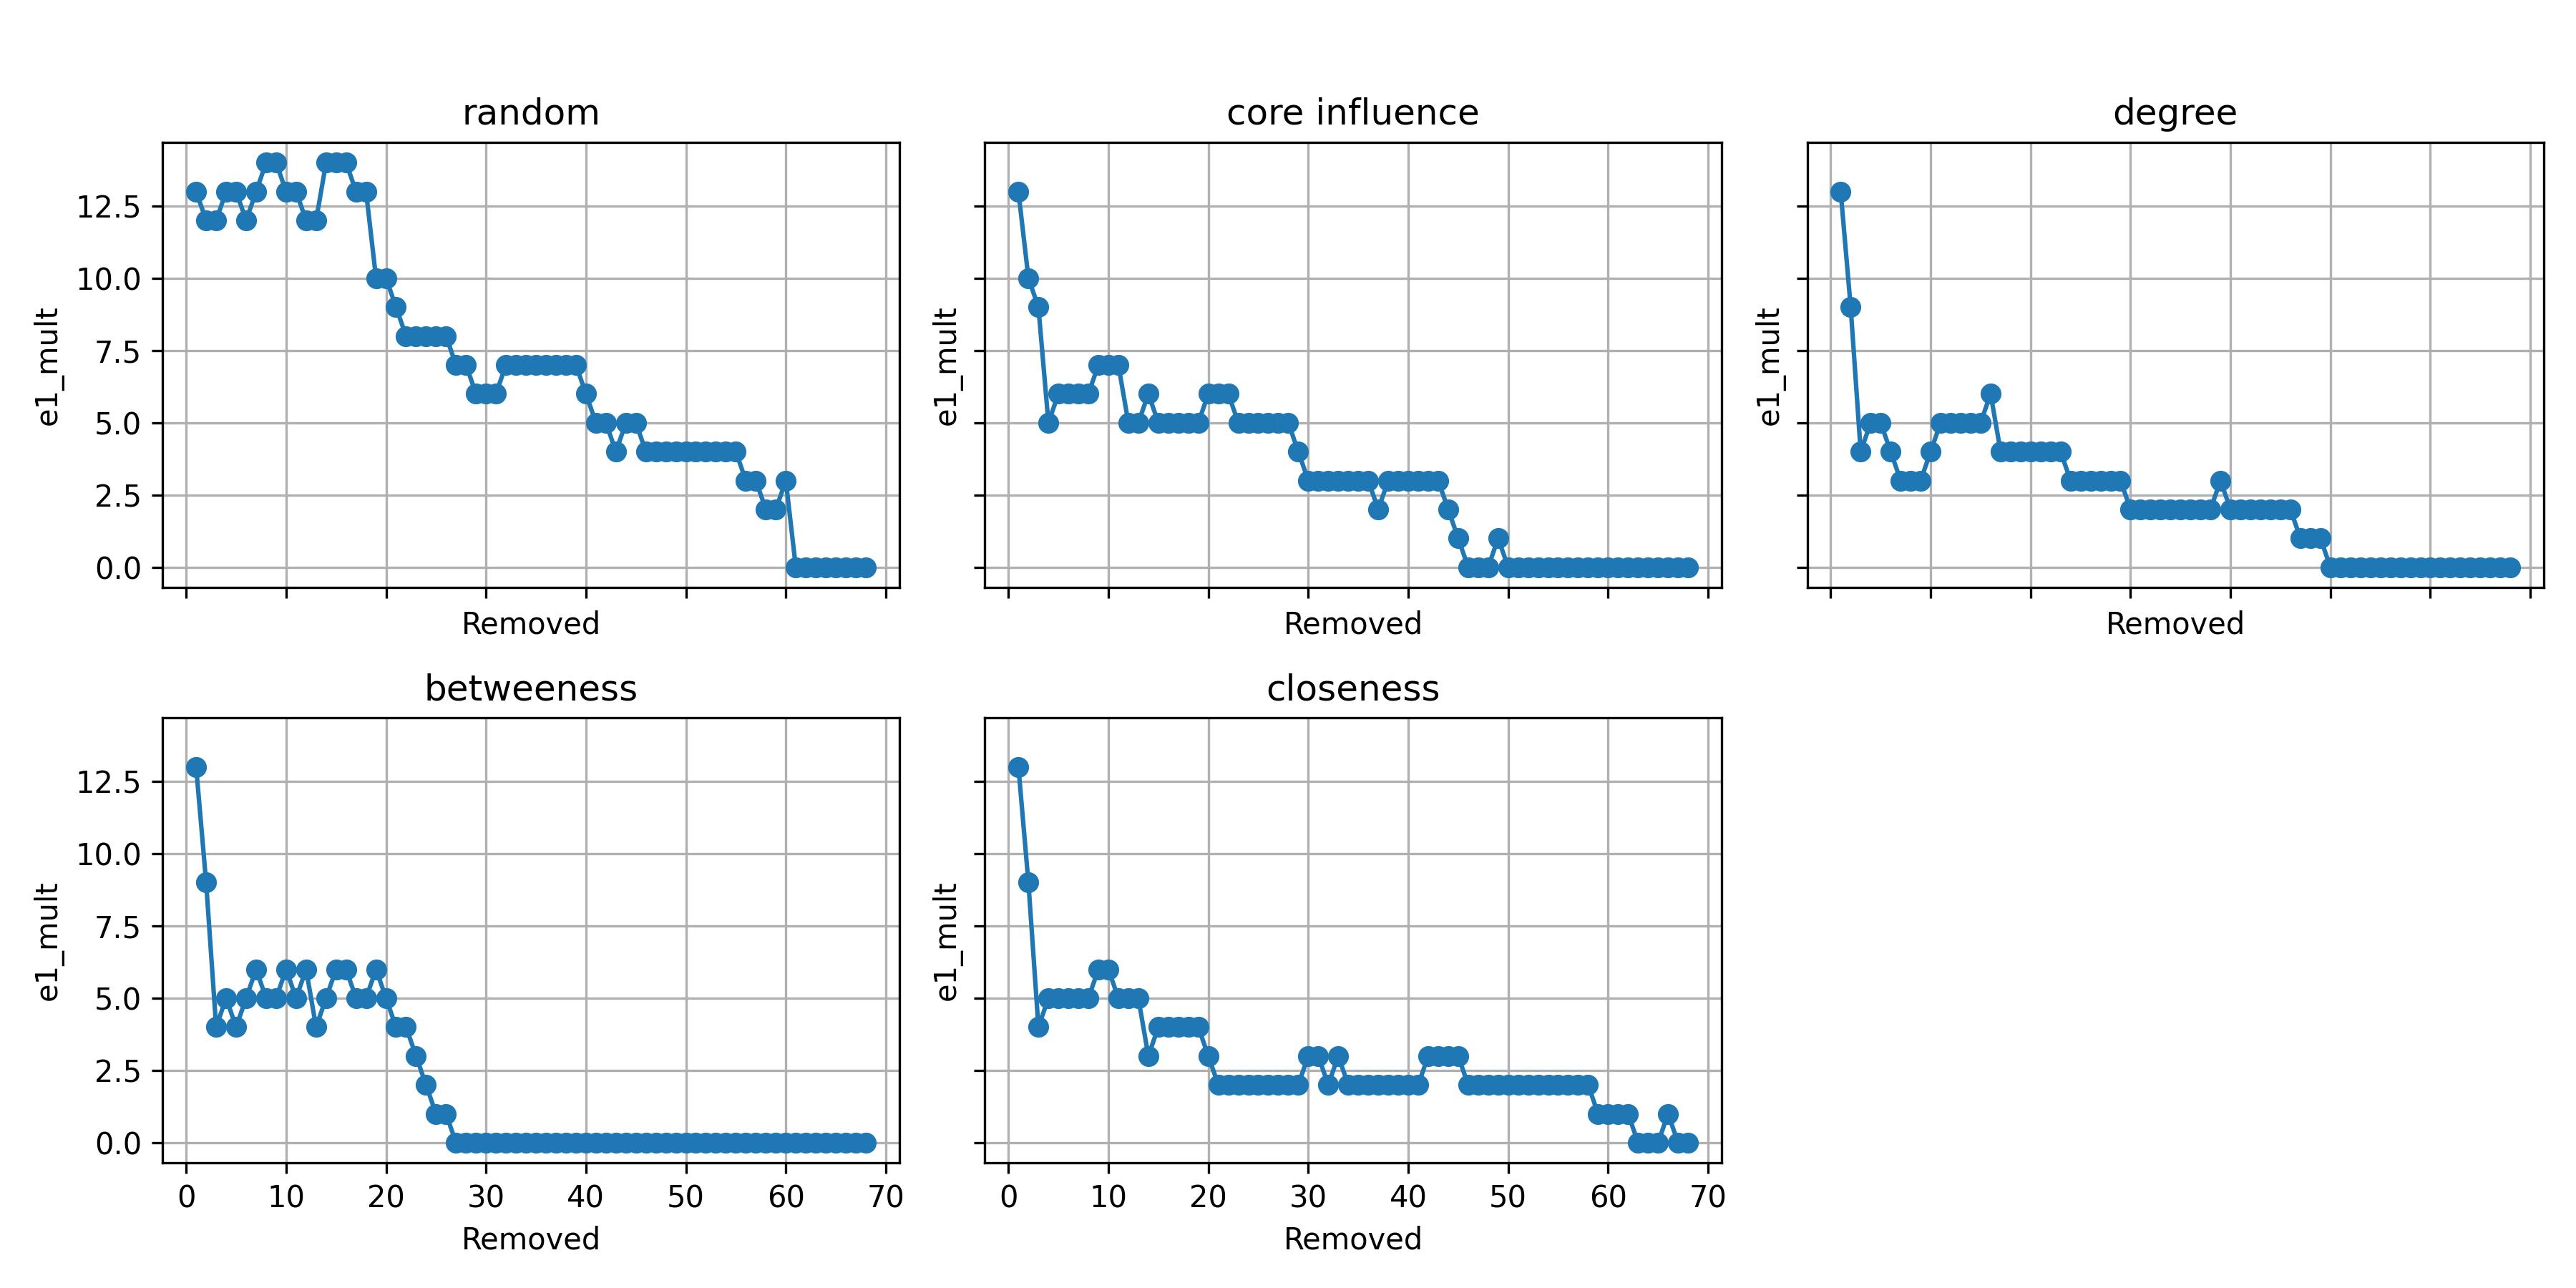 random
core influence
degree
e1_mult
12.5
10.0
7.5
5.0
2.5
0.0
Removed
e1_mult
Removed
e1_mult
Removed
betweeness
closeness
e1_mult
12.5
10.0
7.5
5.0
2.5
0.0
0 10 20 30 40 50 60 70
Removed
e1_mult
0 10 20 30 40 50 60 70
Removed